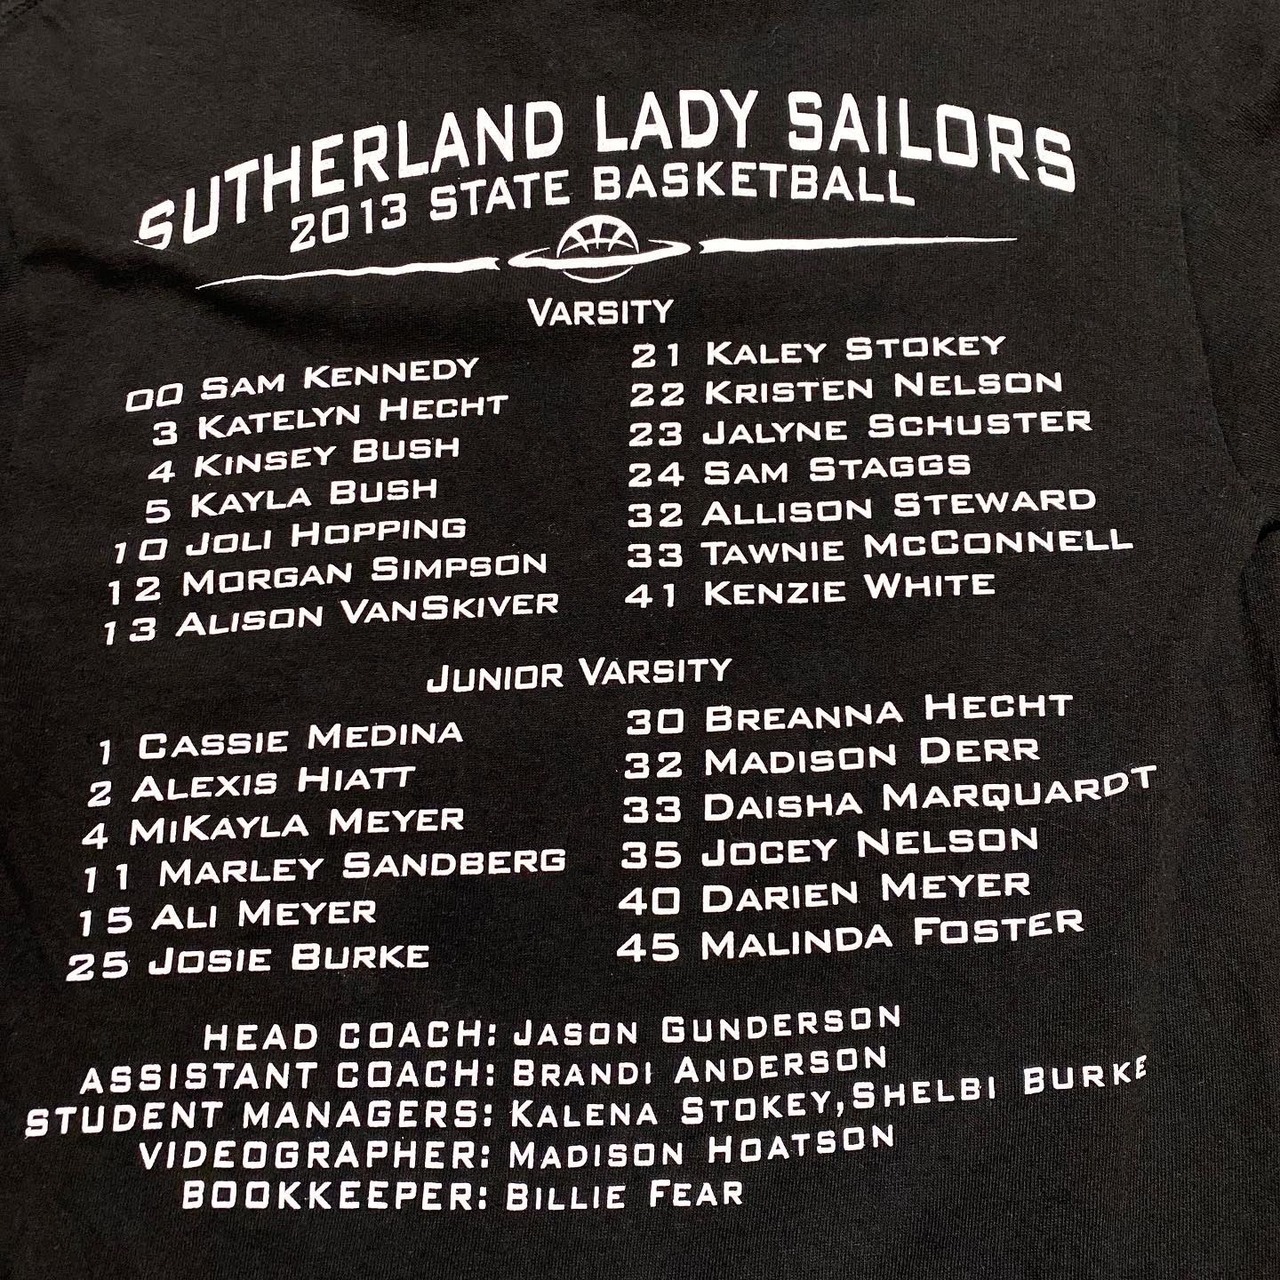 SUTHERLAND LADY SAILORS
2013 STATE BASKETBALL
VARSITY
00 SAM KENNEDY
3 KATELYN HECHT
4 KINSEY BUSH
5 KAYLA BUSH
10 JOLI HOPPING
12 MORGAN SIMPSON
13 ALISON VANSKIVER
21 KALEY STOKEY
22 KRISTEN NELSON
23 JALYNE SCHUSTER
24 SAM STAGGS
32 ALLISON STEWARD
33 TAWNIE MCCONNELL
41 KENZIE WHITE
JUNIOR VARSITY
1 CASSIE MEDINA
2 ALEXIS HIATT
4 MIKAYLA MEYER
11 MARLEY SANDBERG
15 ALI MEYER
25 JOSIE BURKE
30 BREANNA HECHT
32 MADISON DERR
33 DAISHA MARQUARDT
35 JOCEY NELSON
40 DARIEN MEYER
45 MALINDA FOSTER
HEAD COACH: JASON GUNDERSON
ASSISTANT COACH: BRANDI ANDERSON
STUDENT MANAGERS: KALENA STOKEY, SHELBI BURKE
VIDEOGRAPHER: MADISON HOATSON
BOOKKEEPER: BILLIE FEAR